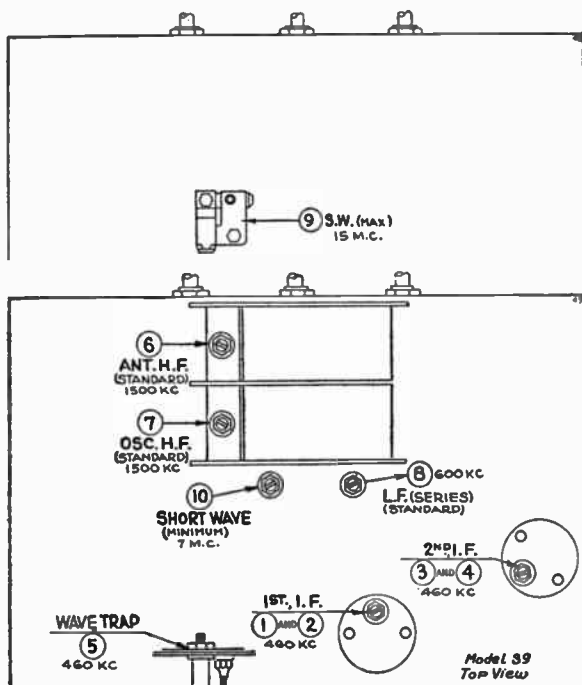 9 S.W. (MAX)
15 M.C.
6
ANT. H.F.
(STANDARD)
1500 KC
7
OSC. H.F.
(STANDARD)
1500 KC
10
SHORT WAVE
(MINIMUM)
7 M.C.
8 600 KC
L.F. (SERIES)
(STANDARD)
2ND. I.F.
3 AND 4
460 KC
1ST., I.F.
1 AND 2
460 KC
WAVE TRAP
5
460 KC
Model 39
Top View